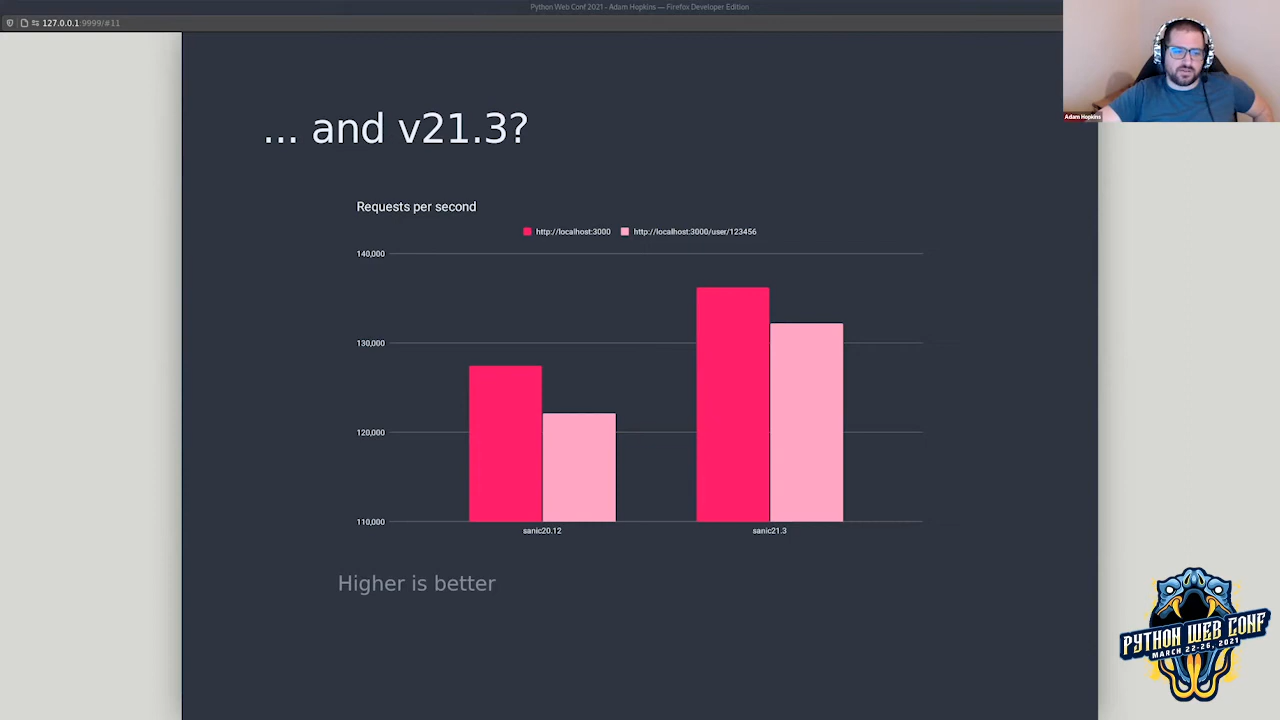 Python Web Conf 2021 - Adam Hopkins — Firefox Developer Edition
127.0.0.1:9999/#11
Adam Hopkins
... and v21.3?
Requests per second
http://localhost:3000 http://localhost:3000/user/123456
140,000
130,000
120,000
110,000
sanic20.12 sanic21.3
Higher is better
PYTHON WEB CONF
MARCH 22-26, 2021